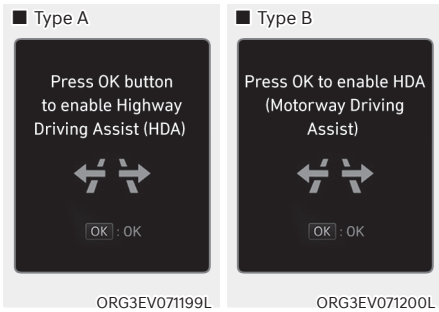 ■ Type A
Press OK button
to enable Highway
Driving Assist (HDA)
OK : OK
ORG3EV071199L
■ Type B
Press OK to enable HDA
(Motorway Driving
Assist)
OK : OK
ORG3EV071200L